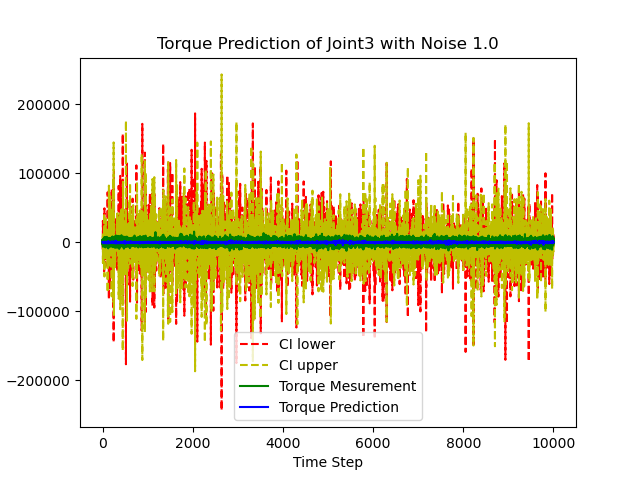 Torque Prediction of Joint3 with Noise 1.0
200000
100000
0
−100000
−200000
CI lower
CI upper
Torque Mesurement
Torque Prediction
0 2000 4000 6000 8000 10000
Time Step